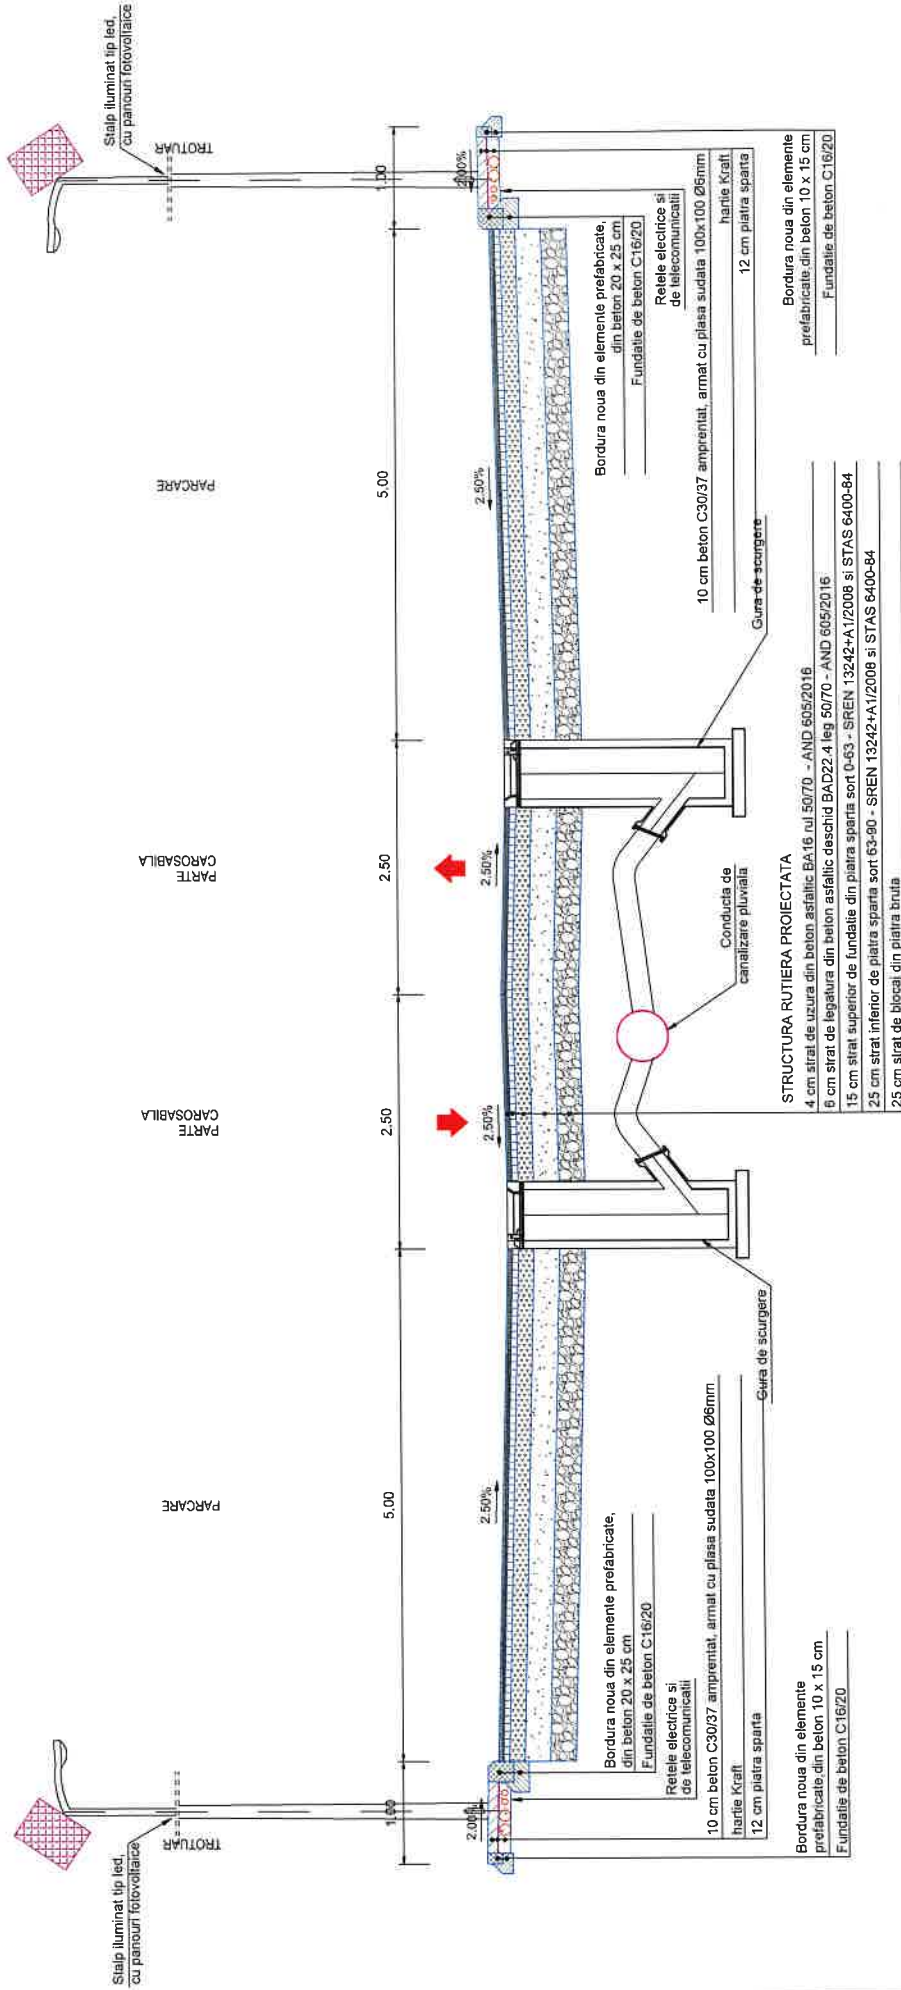 Stalp iluminat tip led,
cu panouri fotovoltaice
TROTUAR
1.00
2.00%
PARCARE
5.00
2.50%
PARTE
CAROSABILA
2.50
2.50%
PARTE
CAROSABILA
2.50
2.50%
PARCARE
5.00
2.50%
Stalp iluminat tip led,
cu panouri fotovoltaice
TROTUAR
1.00
2.00%
Bordura noua din elemente prefabricate,
din beton 20 x 25 cm
Fundatie de beton C16/20
Retele electrice si
de telecomunicatii
10 cm beton C30/37 amprentat, armat cu plasa sudata 100x100 Ø6mm
hartie Kraft
12 cm piatra sparta
Gura de scurgere
Bordura noua din elemente
prefabricate,din beton 10 x 15 cm
Fundatie de beton C16/20
Conducta de
canalizare pluviala
STRUCTURA RUTIERA PROIECTATA
4 cm strat de uzura din beton asfaltic BA16 rul 50/70 - AND 605/2016
6 cm strat de legatura din beton asfaltic deschid BAD22.4 leg 50/70 - AND 605/2016
15 cm strat superior de fundatie din piatra sparta sort 0-63 - SREN 13242+A1/2008 si STAS 6400-84
25 cm strat inferior de piatra sparta sort 63-90 - SREN 13242+A1/2008 si STAS 6400-84
25 cm strat de blocaj din piatra bruta
Bordura noua din elemente prefabricate,
din beton 20 x 25 cm
Fundatie de beton C16/20
Retele electrice si
de telecomunicatii
10 cm beton C30/37 amprentat, armat cu plasa sudata 100x100 Ø6mm
hartie Kraft
12 cm piatra sparta
Gura de scurgere
Bordura noua din elemente
prefabricate,din beton 10 x 15 cm
Fundatie de beton C16/20